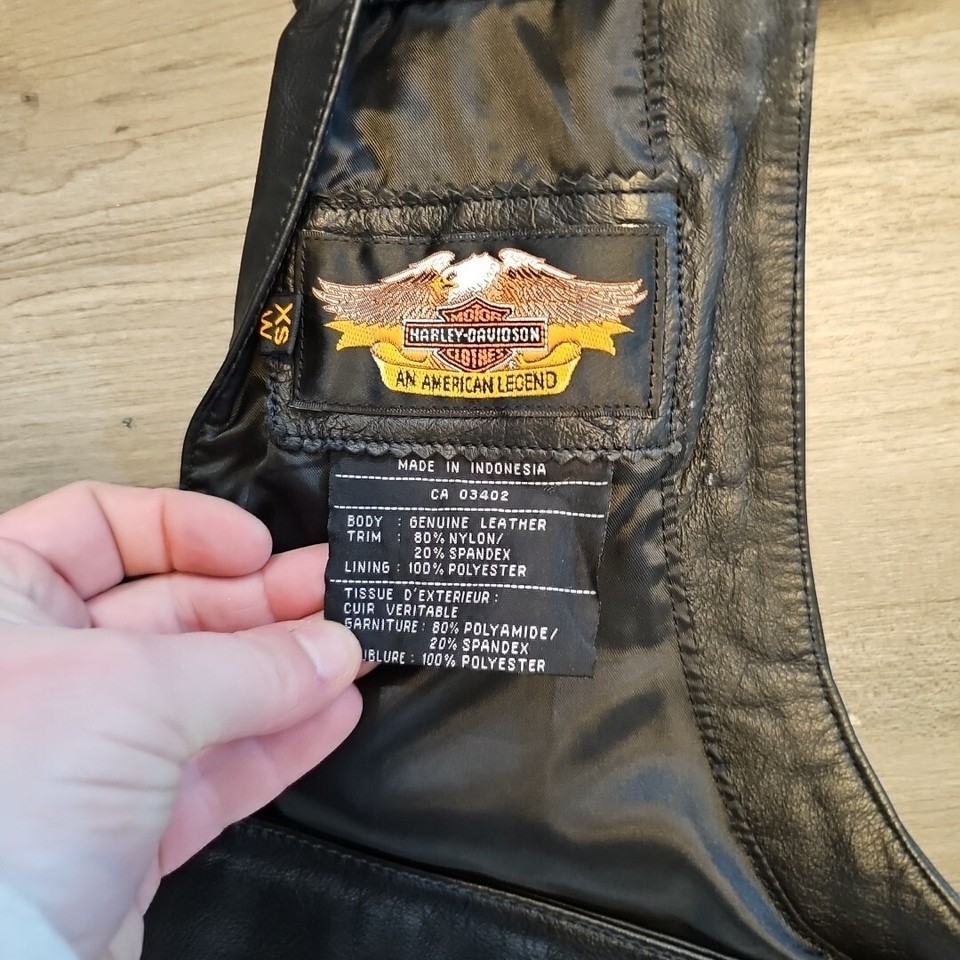 MOTOR
HARLEY-DAVIDSON
CLOTHES
AN AMERICAN LEGEND
XS
W
MADE IN INDONESIA
CA 03402
BODY : GENUINE LEATHER
TRIM : 80% NYLON/
20% SPANDEX
LINING : 100% POLYESTER
TISSUE D'EXTERIEUR :
CUIR VERITABLE
GARNITURE : 80% POLYAMIDE/
20% SPANDEX
UBLURE : 100% POLYESTER